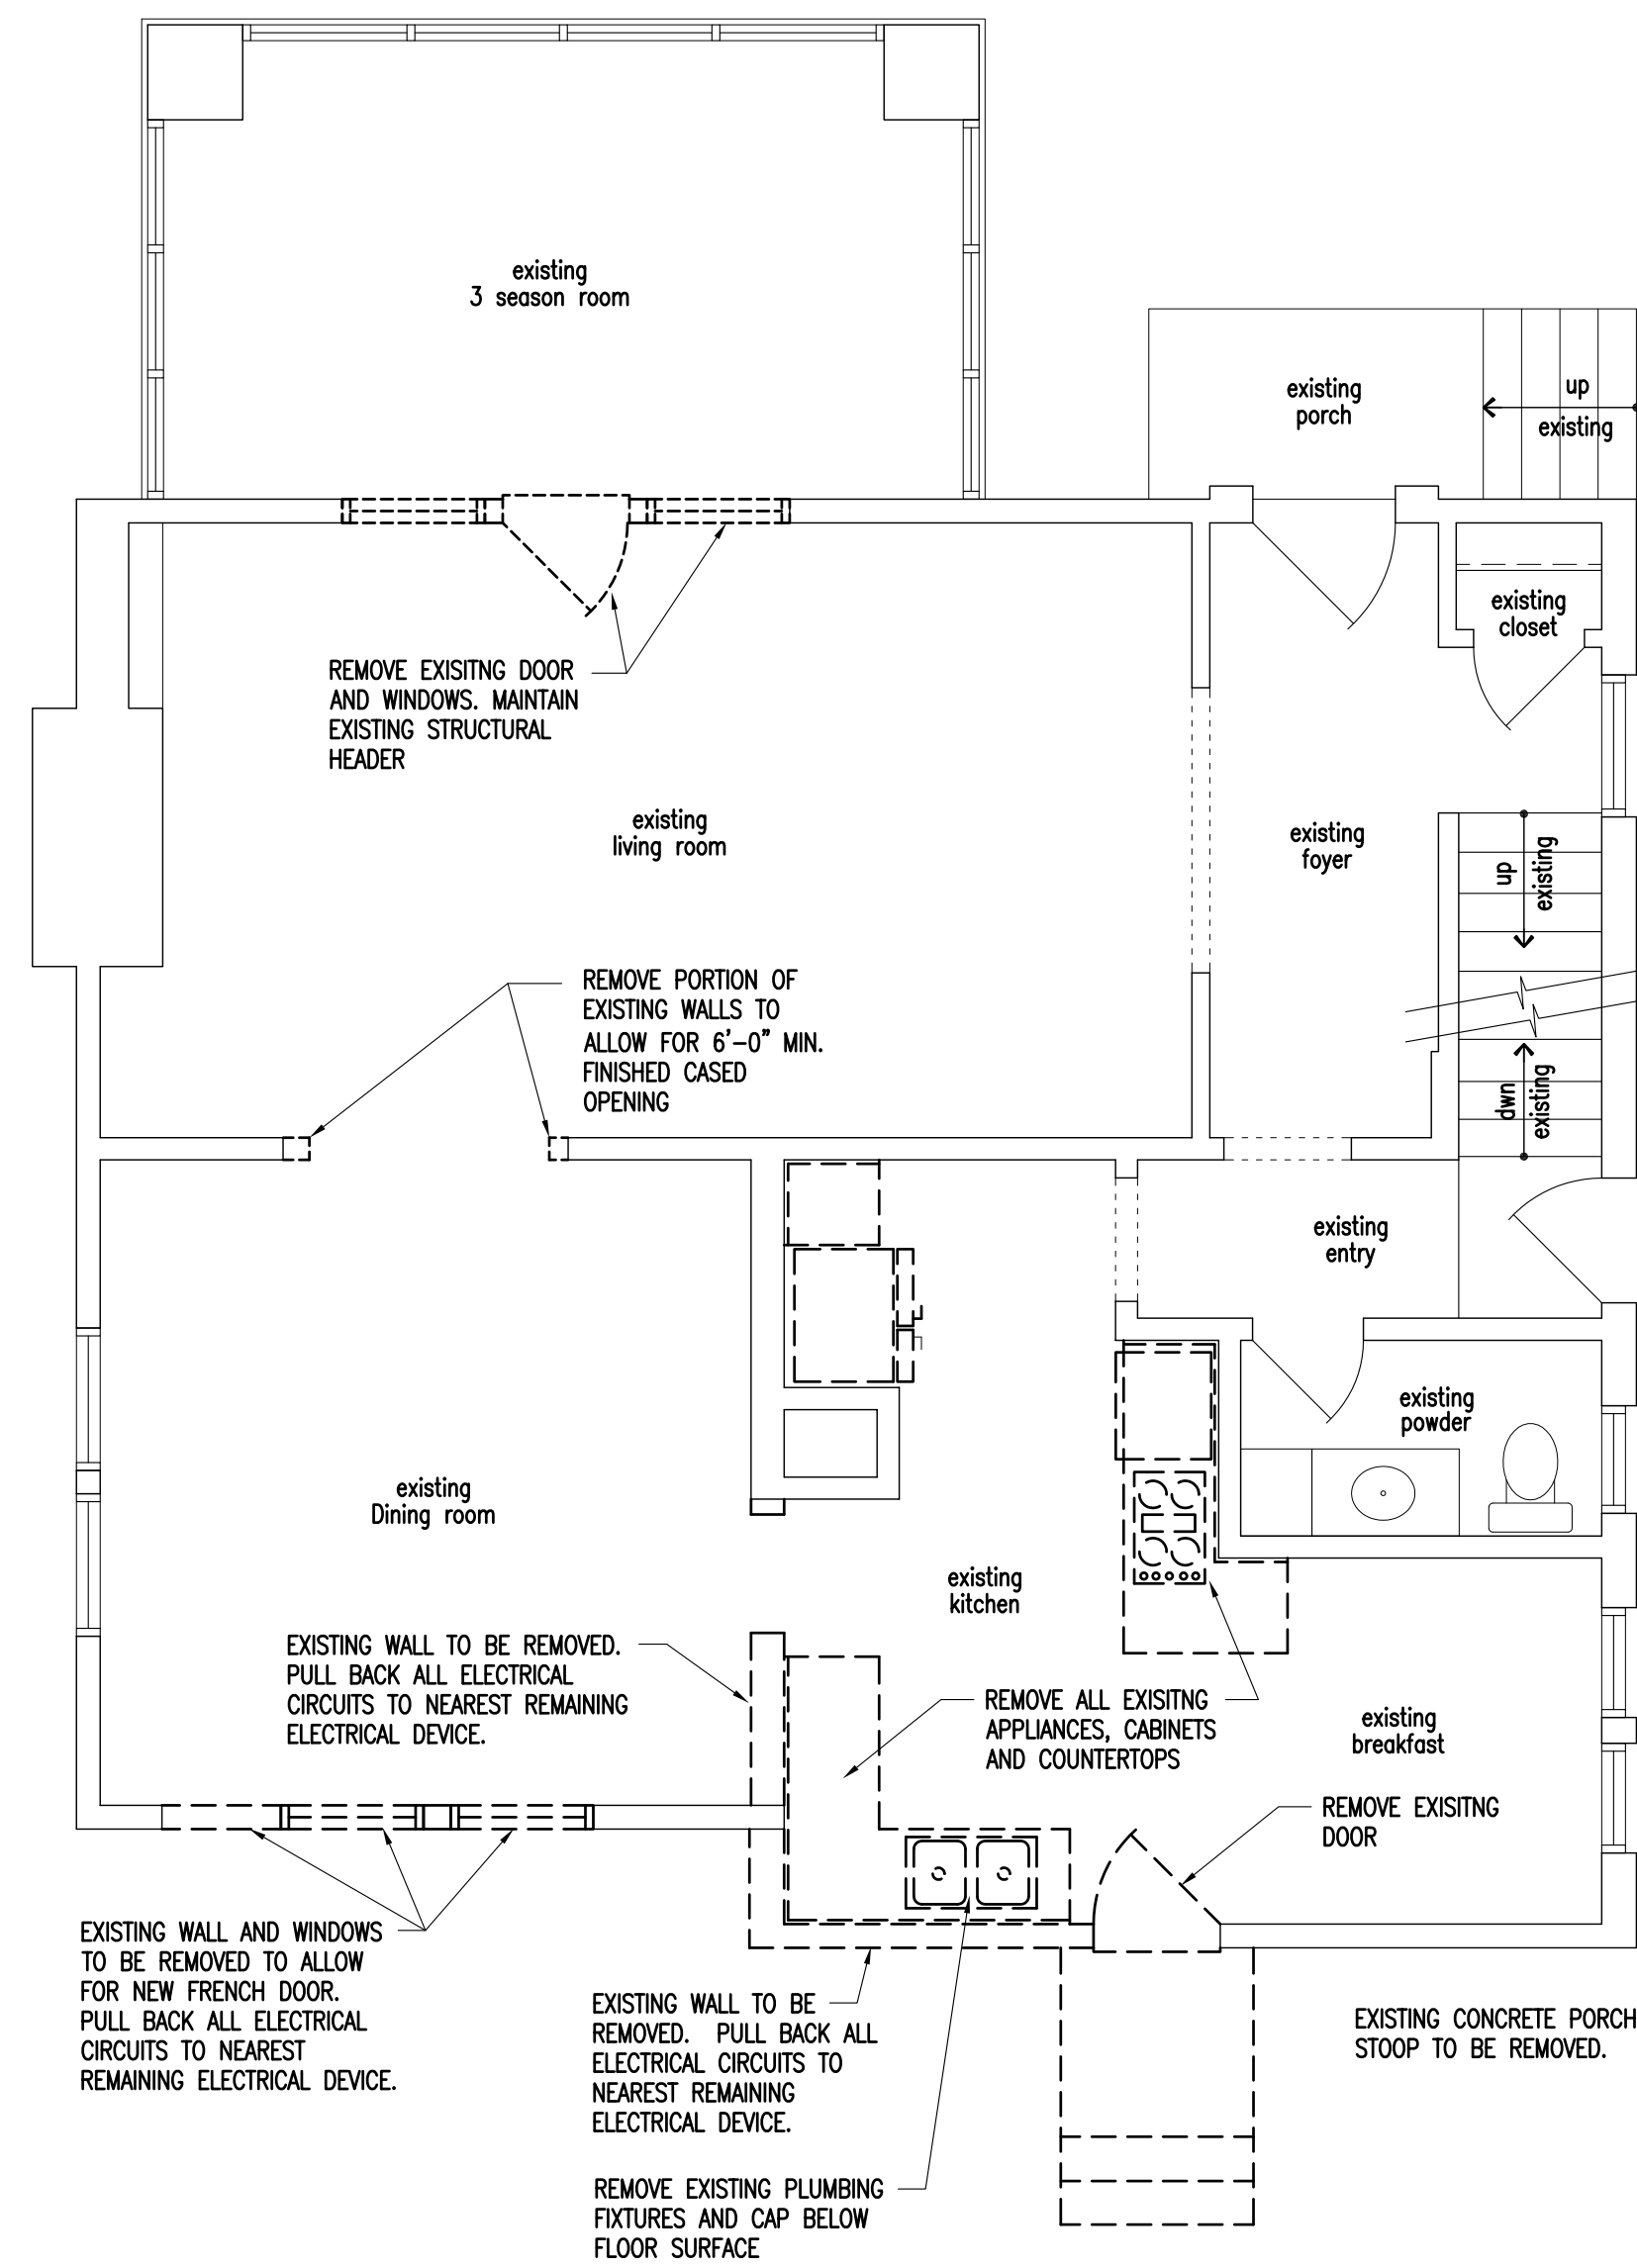 existing
3 season room
existing
porch
up
existing
existing
closet
REMOVE EXISITNG DOOR
AND WINDOWS. MAINTAIN
EXISTING STRUCTURAL
HEADER
existing
living room
existing
foyer
up
existing
REMOVE PORTION OF
EXISTING WALLS TO
ALLOW FOR 6'-0" MIN.
FINISHED CASED
OPENING
dwn
existing
existing
entry
existing
powder
existing
Dining room
existing
kitchen
EXISTING WALL TO BE REMOVED.
PULL BACK ALL ELECTRICAL
CIRCUITS TO NEAREST REMAINING
ELECTRICAL DEVICE.
REMOVE ALL EXISITNG
APPLIANCES, CABINETS
AND COUNTERTOPS
existing
breakfast
REMOVE EXISITNG
DOOR
EXISTING WALL AND WINDOWS
TO BE REMOVED TO ALLOW
FOR NEW FRENCH DOOR.
PULL BACK ALL ELECTRICAL
CIRCUITS TO NEAREST
REMAINING ELECTRICAL DEVICE.
EXISTING WALL TO BE
REMOVED. PULL BACK ALL
ELECTRICAL CIRCUITS TO
NEAREST REMAINING
ELECTRICAL DEVICE.
EXISTING CONCRETE PORCH
STOOP TO BE REMOVED.
REMOVE EXISTING PLUMBING
FIXTURES AND CAP BELOW
FLOOR SURFACE